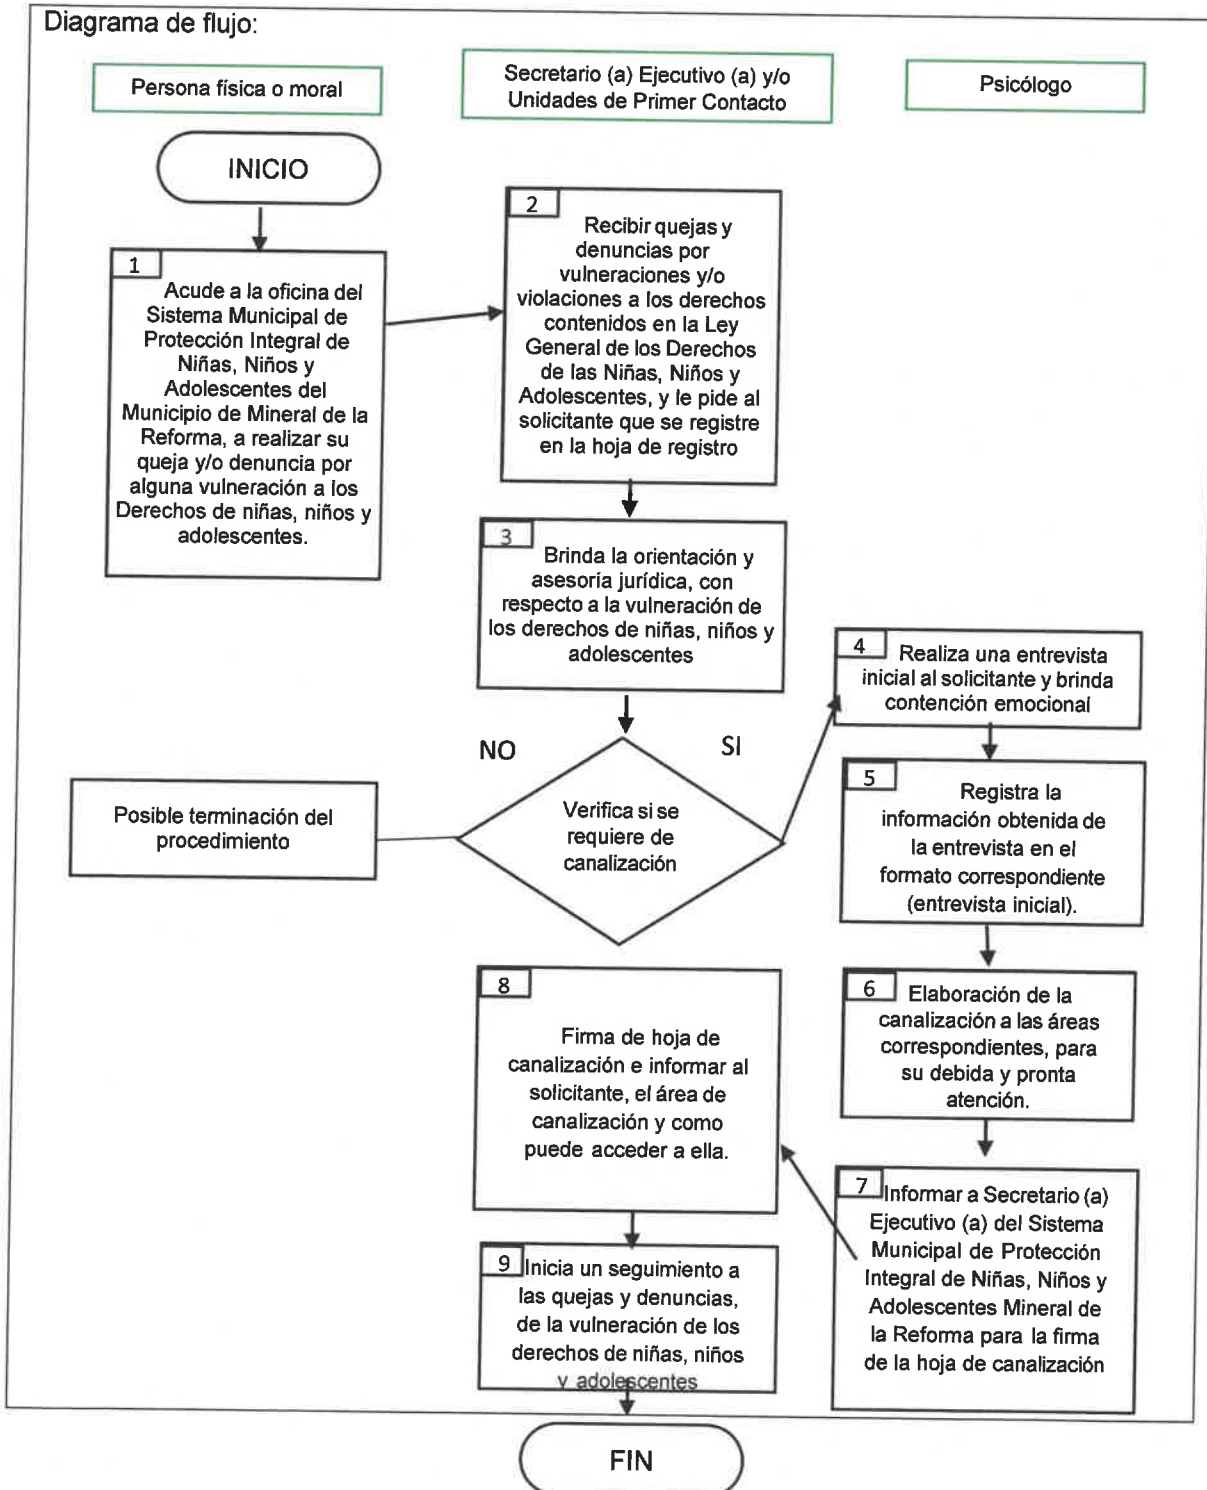 Diagrama de flujo:
Persona física o moral
Secretario (a) Ejecutivo (a) y/o
Unidades de Primer Contacto
Psicólogo
INICIO
1
Acude a la oficina del
Sistema Municipal de
Protección Integral de
Niñas, Niños y
Adolescentes del
Municipio de Mineral de la
Reforma, a realizar su
queja y/o denuncia por
alguna vulneración a los
Derechos de niñas, niños y
adolescentes.
2
Recibir quejas y
denuncias por
vulneraciones y/o
violaciones a los derechos
contenidos en la Ley
General de los Derechos
de las Niñas, Niños y
Adolescentes, y le pide al
solicitante que se registre
en la hoja de registro
3
Brinda la orientación y
asesoría jurídica, con
respecto a la vulneración de
los derechos de niñas, niños y
adolescentes
NO
SI
Verifica si se
requiere de
canalización
Posible terminación del
procedimiento
4
Realiza una entrevista
inicial al solicitante y brinda
contención emocional
5
Registra la
información obtenida de
la entrevista en el
formato correspondiente
(entrevista inicial).
6
Elaboración de la
canalización a las áreas
correspondientes, para
su debida y pronta
atención.
7
Informar a Secretario (a)
Ejecutivo (a) del Sistema
Municipal de Protección
Integral de Niñas, Niños y
Adolescentes Mineral de
la Reforma para la firma
de la hoja de canalización
8
Firma de hoja de
canalización e informar al
solicitante, el área de
canalización y como
puede acceder a ella.
9
Inicia un seguimiento a
las quejas y denuncias,
de la vulneración de los
derechos de niñas, niños
y adolescentes
FIN